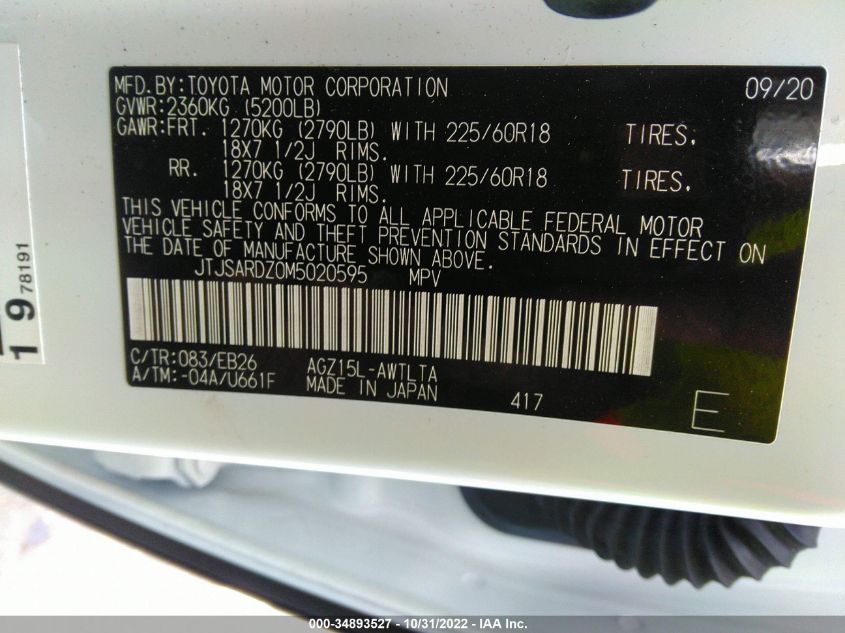 MFD.BY:TOYOTA MOTOR CORPORATION 09/20
GVWR:2360KG (5200LB)
GAWR:FRT. 1270KG (2790LB) WITH 225/60R18 TIRES,
18X7 1/2J RIMS.
RR. 1270KG (2790LB) WITH 225/60R18 TIRES,
18X7 1/2J RIMS.
THIS VEHICLE CONFORMS TO ALL APPLICABLE FEDERAL MOTOR
VEHICLE SAFETY AND THEFT PREVENTION STANDARDS IN EFFECT ON
THE DATE OF MANUFACTURE SHOWN ABOVE.
JTJSARDZ0M5020595 MPV
C/TR:083/EB26 AGZ15L-AWTLTA
A/TM:-04A/U661F MADE IN JAPAN
417
E
19 78191
000-34893527 - 10/31/2022 - IAA Inc.